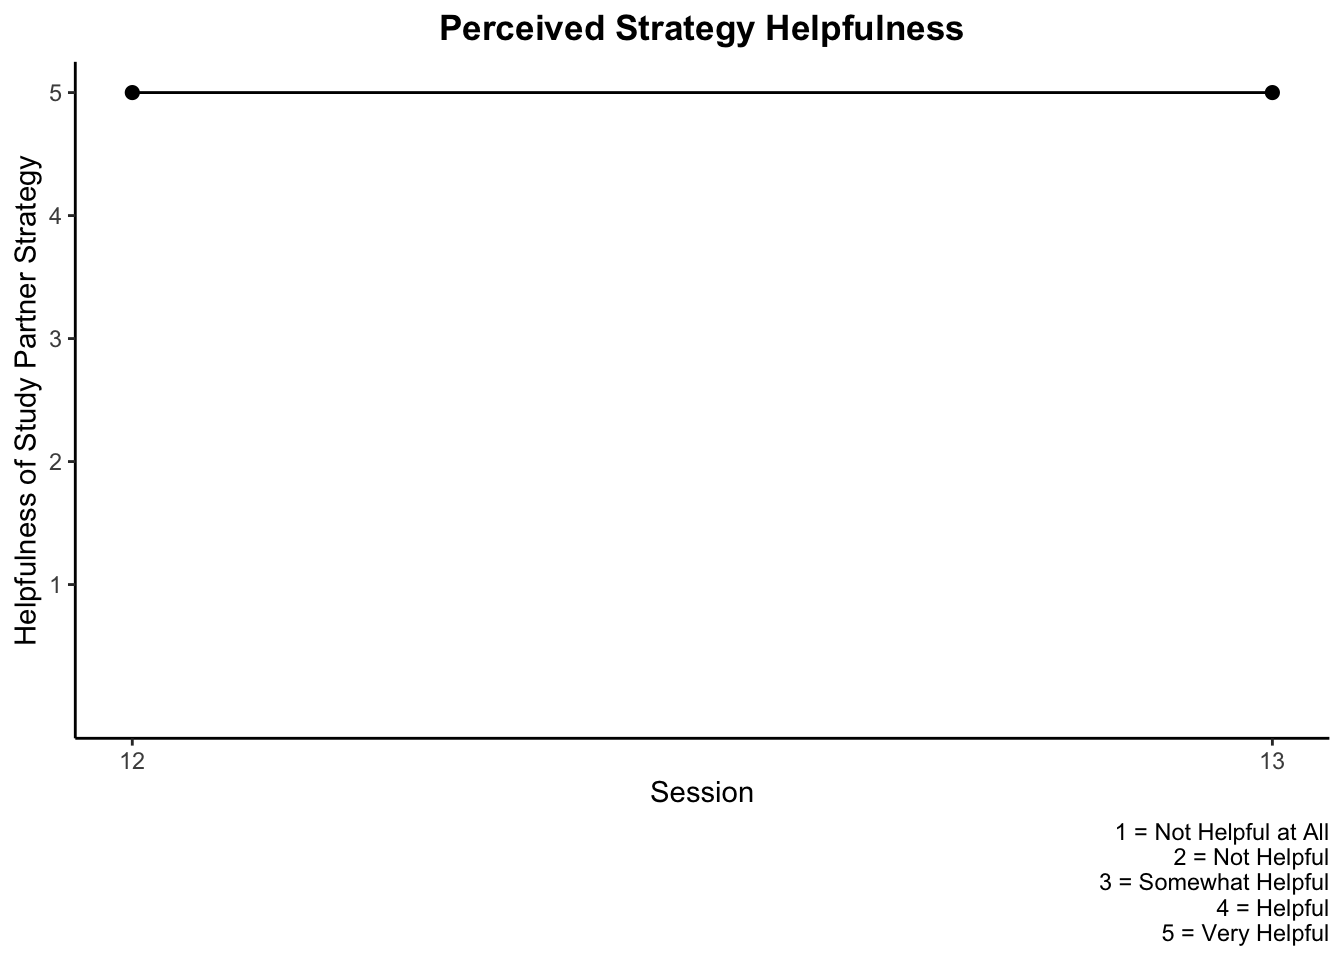 Perceived Strategy Helpfulness
Helpfulness of Study Partner Strategy
5
4
3
2
1
12
13
Session
1 = Not Helpful at All
2 = Not Helpful
3 = Somewhat Helpful
4 = Helpful
5 = Very Helpful